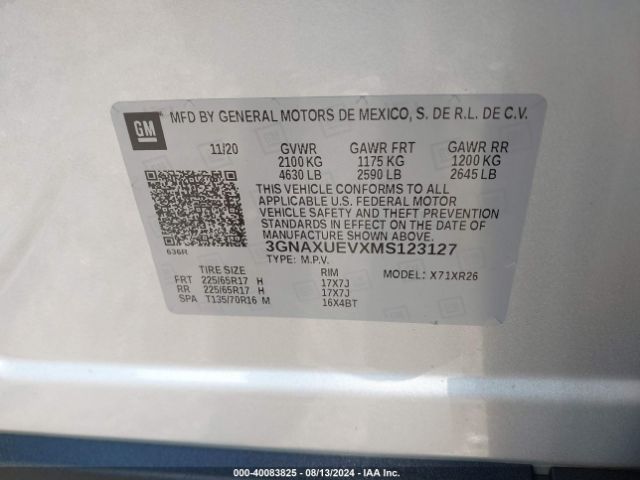 GM
MFD BY GENERAL MOTORS DE MEXICO, S. DE R.L. DE C.V.
11/20 GVWR GAWR FRT GAWR RR
2100 KG 1175 KG 1200 KG
4630 LB 2590 LB 2645 LB
THIS VEHICLE CONFORMS TO ALL
APPLICABLE U.S. FEDERAL MOTOR
VEHICLE SAFETY AND THEFT PREVENTION
STANDARDS IN EFFECT ON THE DATE OF
MANUFACTURE SHOWN ABOVE.
636R 3GNAXUEVXMS123127
TYPE: M.P.V. MODEL: X71XR26
TIRE SIZE RIM
FRT 225/65R17 H 17X7J
RR 225/65R17 H 17X7J
SPA T135/70R16 M 16X4BT
000-40083825 - 08/13/2024 - IAA Inc.